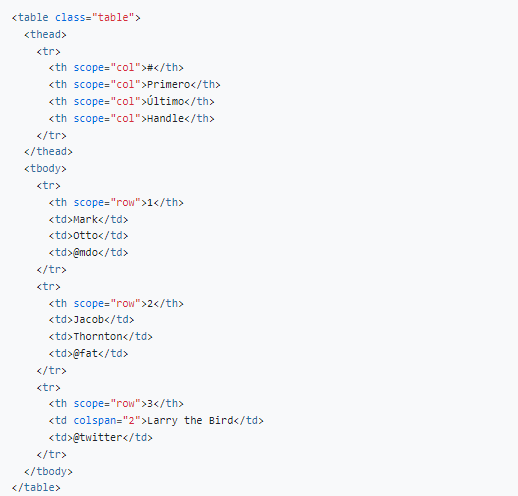 <table class="table">
  <thead>
    <tr>
      <th scope="col">#</th>
      <th scope="col">Primero</th>
      <th scope="col">Último</th>
      <th scope="col">Handle</th>
    </tr>
  </thead>
  <tbody>
    <tr>
      <th scope="row">1</th>
      <td>Mark</td>
      <td>Otto</td>
      <td>@mdo</td>
    </tr>
    <tr>
      <th scope="row">2</th>
      <td>Jacob</td>
      <td>Thornton</td>
      <td>@fat</td>
    </tr>
    <tr>
      <th scope="row">3</th>
      <td colspan="2">Larry the Bird</td>
      <td>@twitter</td>
    </tr>
  </tbody>
</table>